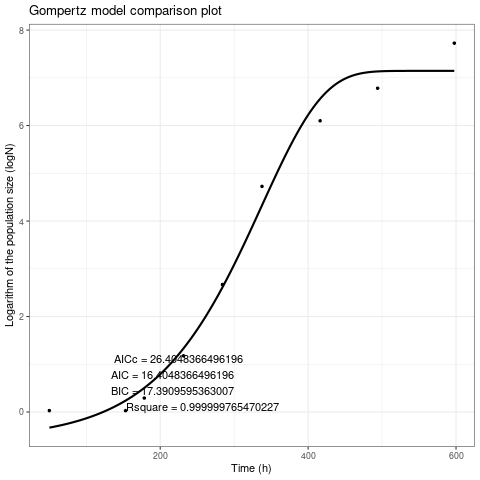 Gompertz model comparison plot
Logarithm of the population size (logN)
8
6
4
2
0
AICc = 26.4048366496196
AIC = 16.4048366496196
BIC = 17.3909595363007
Rsquare = 0.999999765470227
200
400
600
Time (h)